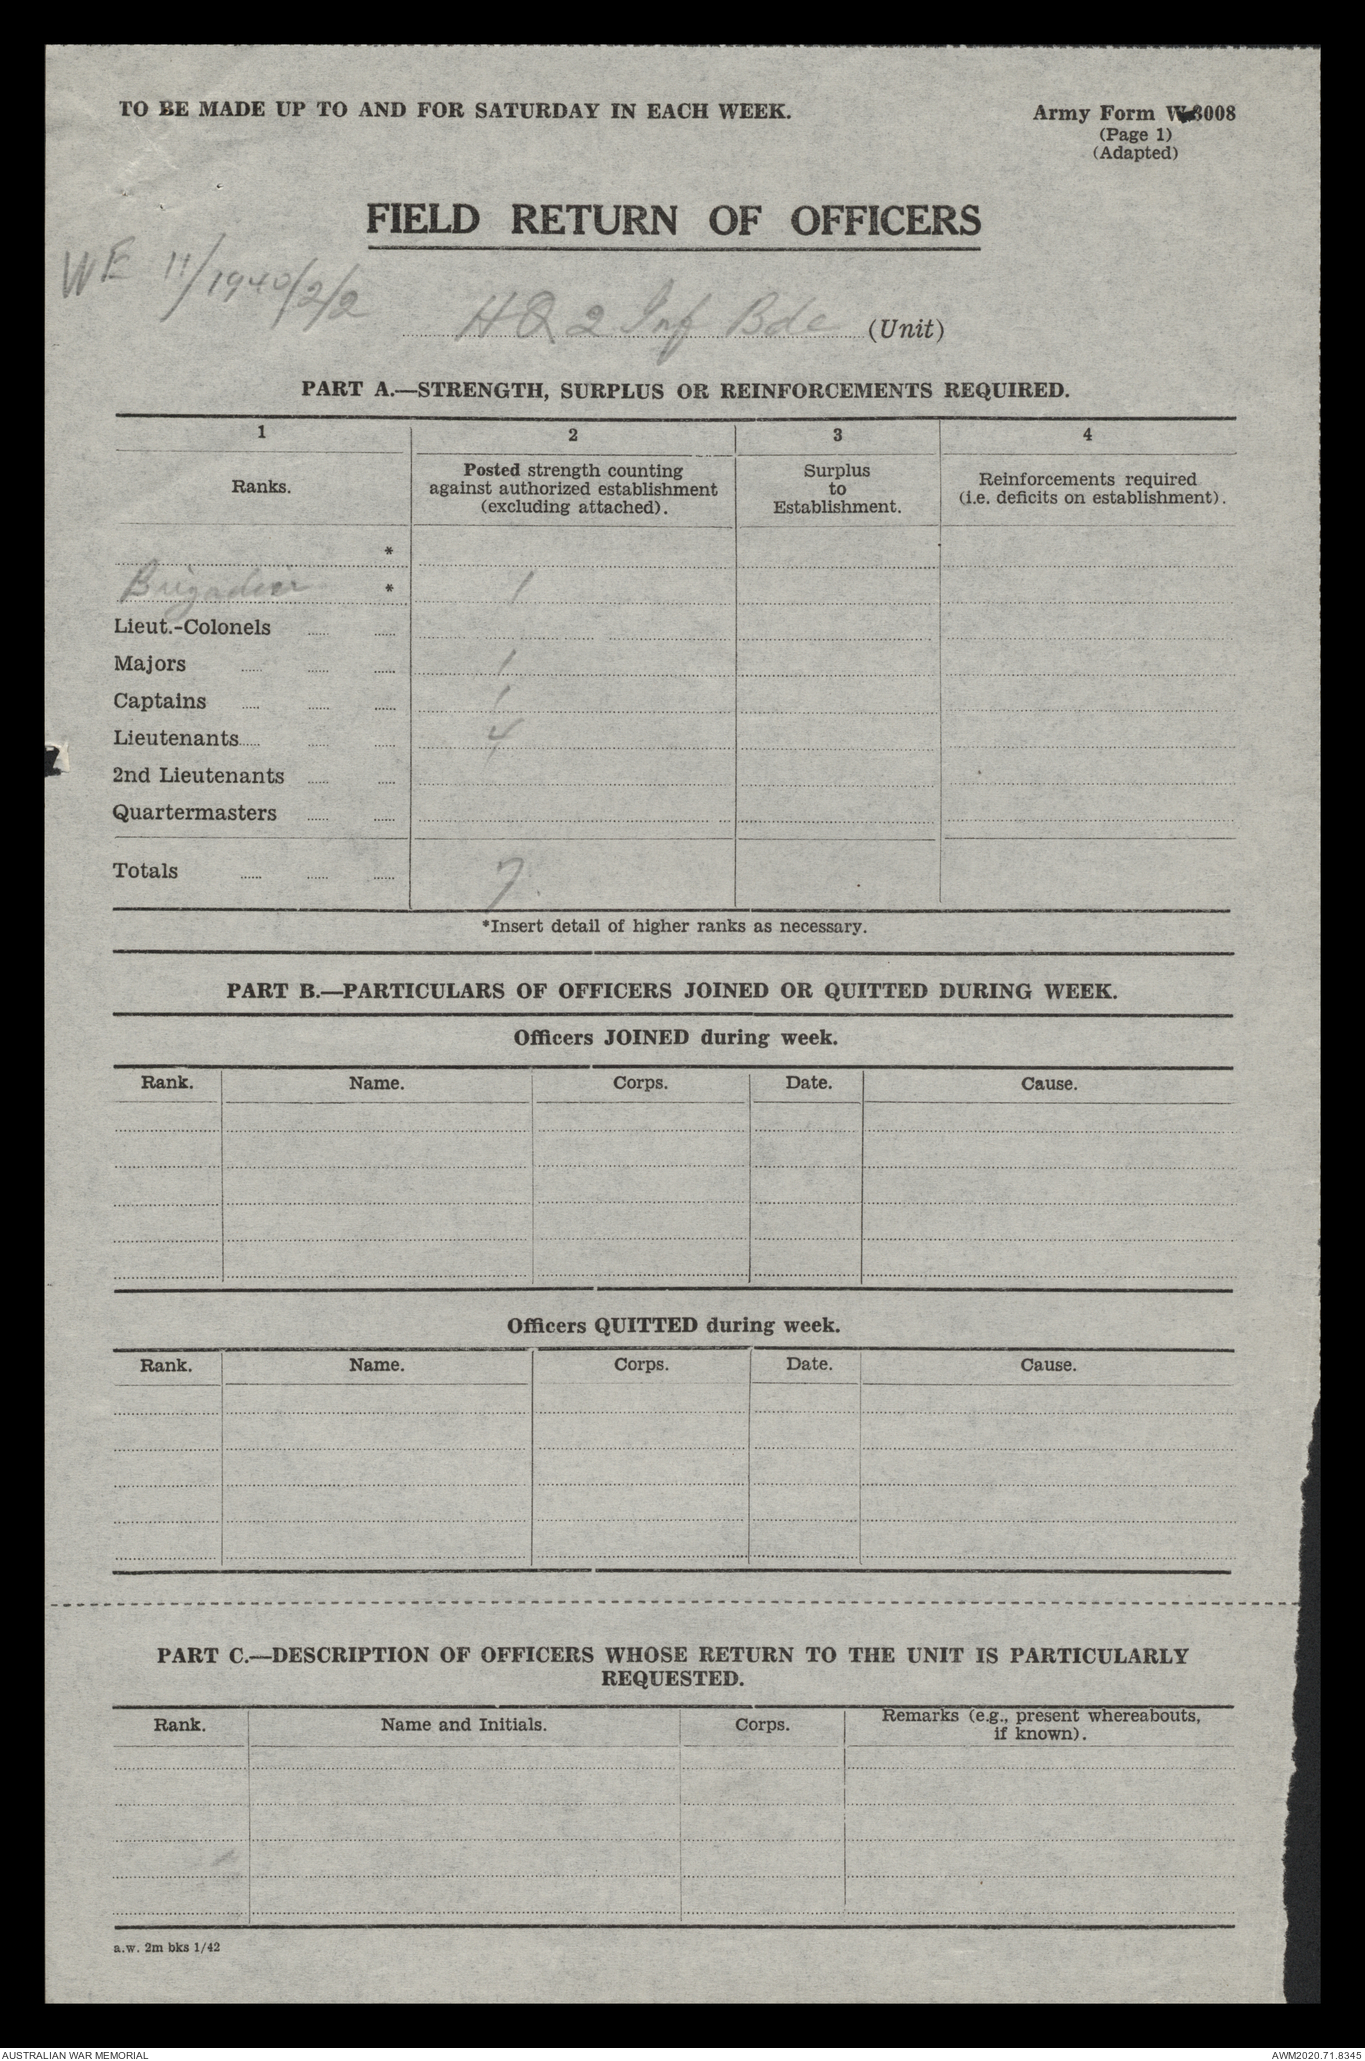 TO BE MADE UP TO AND FOR SATURDAY IN EACH WEEK.
Army Form W 3008
(Page 1)
(Adapted)
FIELD RETURN OF OFFICERS
WE 11/1940/2/2
HQ 2 Inf Bde (Unit)
PART A.—STRENGTH, SURPLUS OR REINFORCEMENTS REQUIRED.
1 2 3 4
Ranks. Posted strength counting against authorized establishment (excluding attached). Surplus to Establishment. Reinforcements required (i.e. deficits on establishment).
*
Brigadier * 1
Lieut.-Colonels
Majors 1
Captains 1
Lieutenants 4
2nd Lieutenants
Quartermasters
Totals 7
*Insert detail of higher ranks as necessary.
PART B.—PARTICULARS OF OFFICERS JOINED OR QUITTED DURING WEEK.
Officers JOINED during week.
Rank. Name. Corps. Date. Cause.
Officers QUITTED during week.
Rank. Name. Corps. Date. Cause.
PART C.—DESCRIPTION OF OFFICERS WHOSE RETURN TO THE UNIT IS PARTICULARLY
REQUESTED.
Rank. Name and Initials. Corps. Remarks (e.g., present whereabouts, if known).
a.w. 2m bks 1/42
AUSTRALIAN WAR MEMORIAL
AWM2020.71.8345